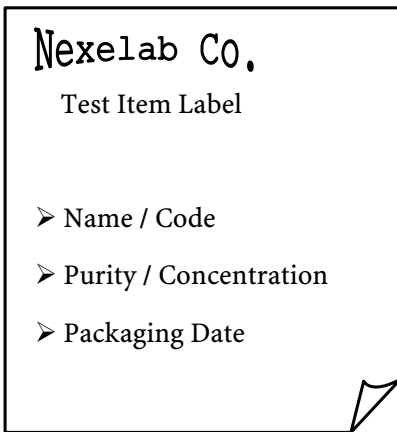 Nexelab Co.
Test Item Label
➢ Name / Code
➢ Purity / Concentration
➢ Packaging Date